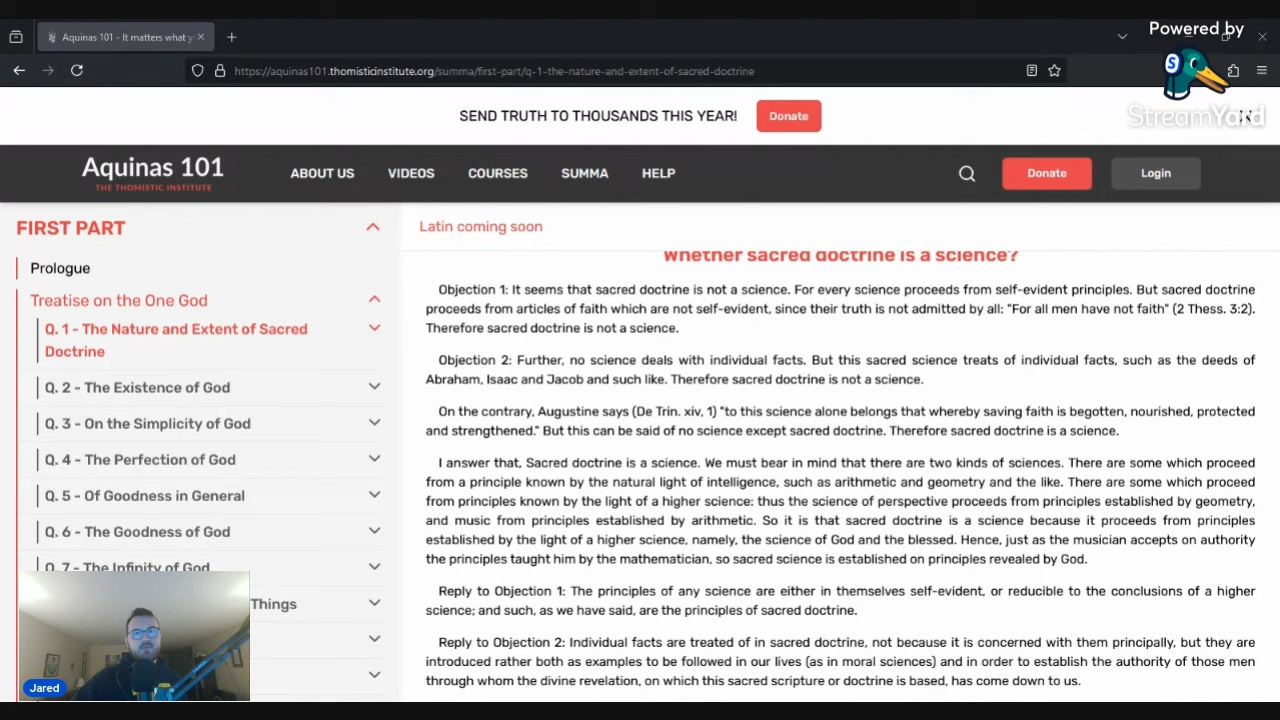 Aquinas 101 - It matters what y
Powered by
https://aquinas101.thomisticinstitute.org/summa/first-part/q-1-the-nature-and-extent-of-sacred-doctrine
S
StreamYard
SEND TRUTH TO THOUSANDS THIS YEAR!
Donate
Aquinas 101
THE THOMISTIC INSTITUTE
ABOUT US
VIDEOS
COURSES
SUMMA
HELP
Donate
Login
FIRST PART
Prologue
Treatise on the One God
Q. 1 - The Nature and Extent of Sacred
Doctrine
Q. 2 - The Existence of God
Q. 3 - On the Simplicity of God
Q. 4 - The Perfection of God
Q. 5 - Of Goodness in General
Q. 6 - The Goodness of God
Q. 7 - The Infinity of God
Things
Jared
Latin coming soon
Whether sacred doctrine is a science?
Objection 1: It seems that sacred doctrine is not a science. For every science proceeds from self-evident principles. But sacred doctrine
proceeds from articles of faith which are not self-evident, since their truth is not admitted by all: "For all men have not faith" (2 Thess. 3:2).
Therefore sacred doctrine is not a science.
Objection 2: Further, no science deals with individual facts. But this sacred science treats of individual facts, such as the deeds of
Abraham, Isaac and Jacob and such like. Therefore sacred doctrine is not a science.
On the contrary, Augustine says (De Trin. xiv, 1) "to this science alone belongs that whereby saving faith is begotten, nourished, protected
and strengthened." But this can be said of no science except sacred doctrine. Therefore sacred doctrine is a science.
I answer that, Sacred doctrine is a science. We must bear in mind that there are two kinds of sciences. There are some which proceed
from a principle known by the natural light of intelligence, such as arithmetic and geometry and the like. There are some which proceed
from principles known by the light of a higher science: thus the science of perspective proceeds from principles established by geometry,
and music from principles established by arithmetic. So it is that sacred doctrine is a science because it proceeds from principles
established by the light of a higher science, namely, the science of God and the blessed. Hence, just as the musician accepts on authority
the principles taught him by the mathematician, so sacred science is established on principles revealed by God.
Reply to Objection 1: The principles of any science are either in themselves self-evident, or reducible to the conclusions of a higher
science; and such, as we have said, are the principles of sacred doctrine.
Reply to Objection 2: Individual facts are treated of in sacred doctrine, not because it is concerned with them principally, but they are
introduced rather both as examples to be followed in our lives (as in moral sciences) and in order to establish the authority of those men
through whom the divine revelation, on which this sacred scripture or doctrine is based, has come down to us.